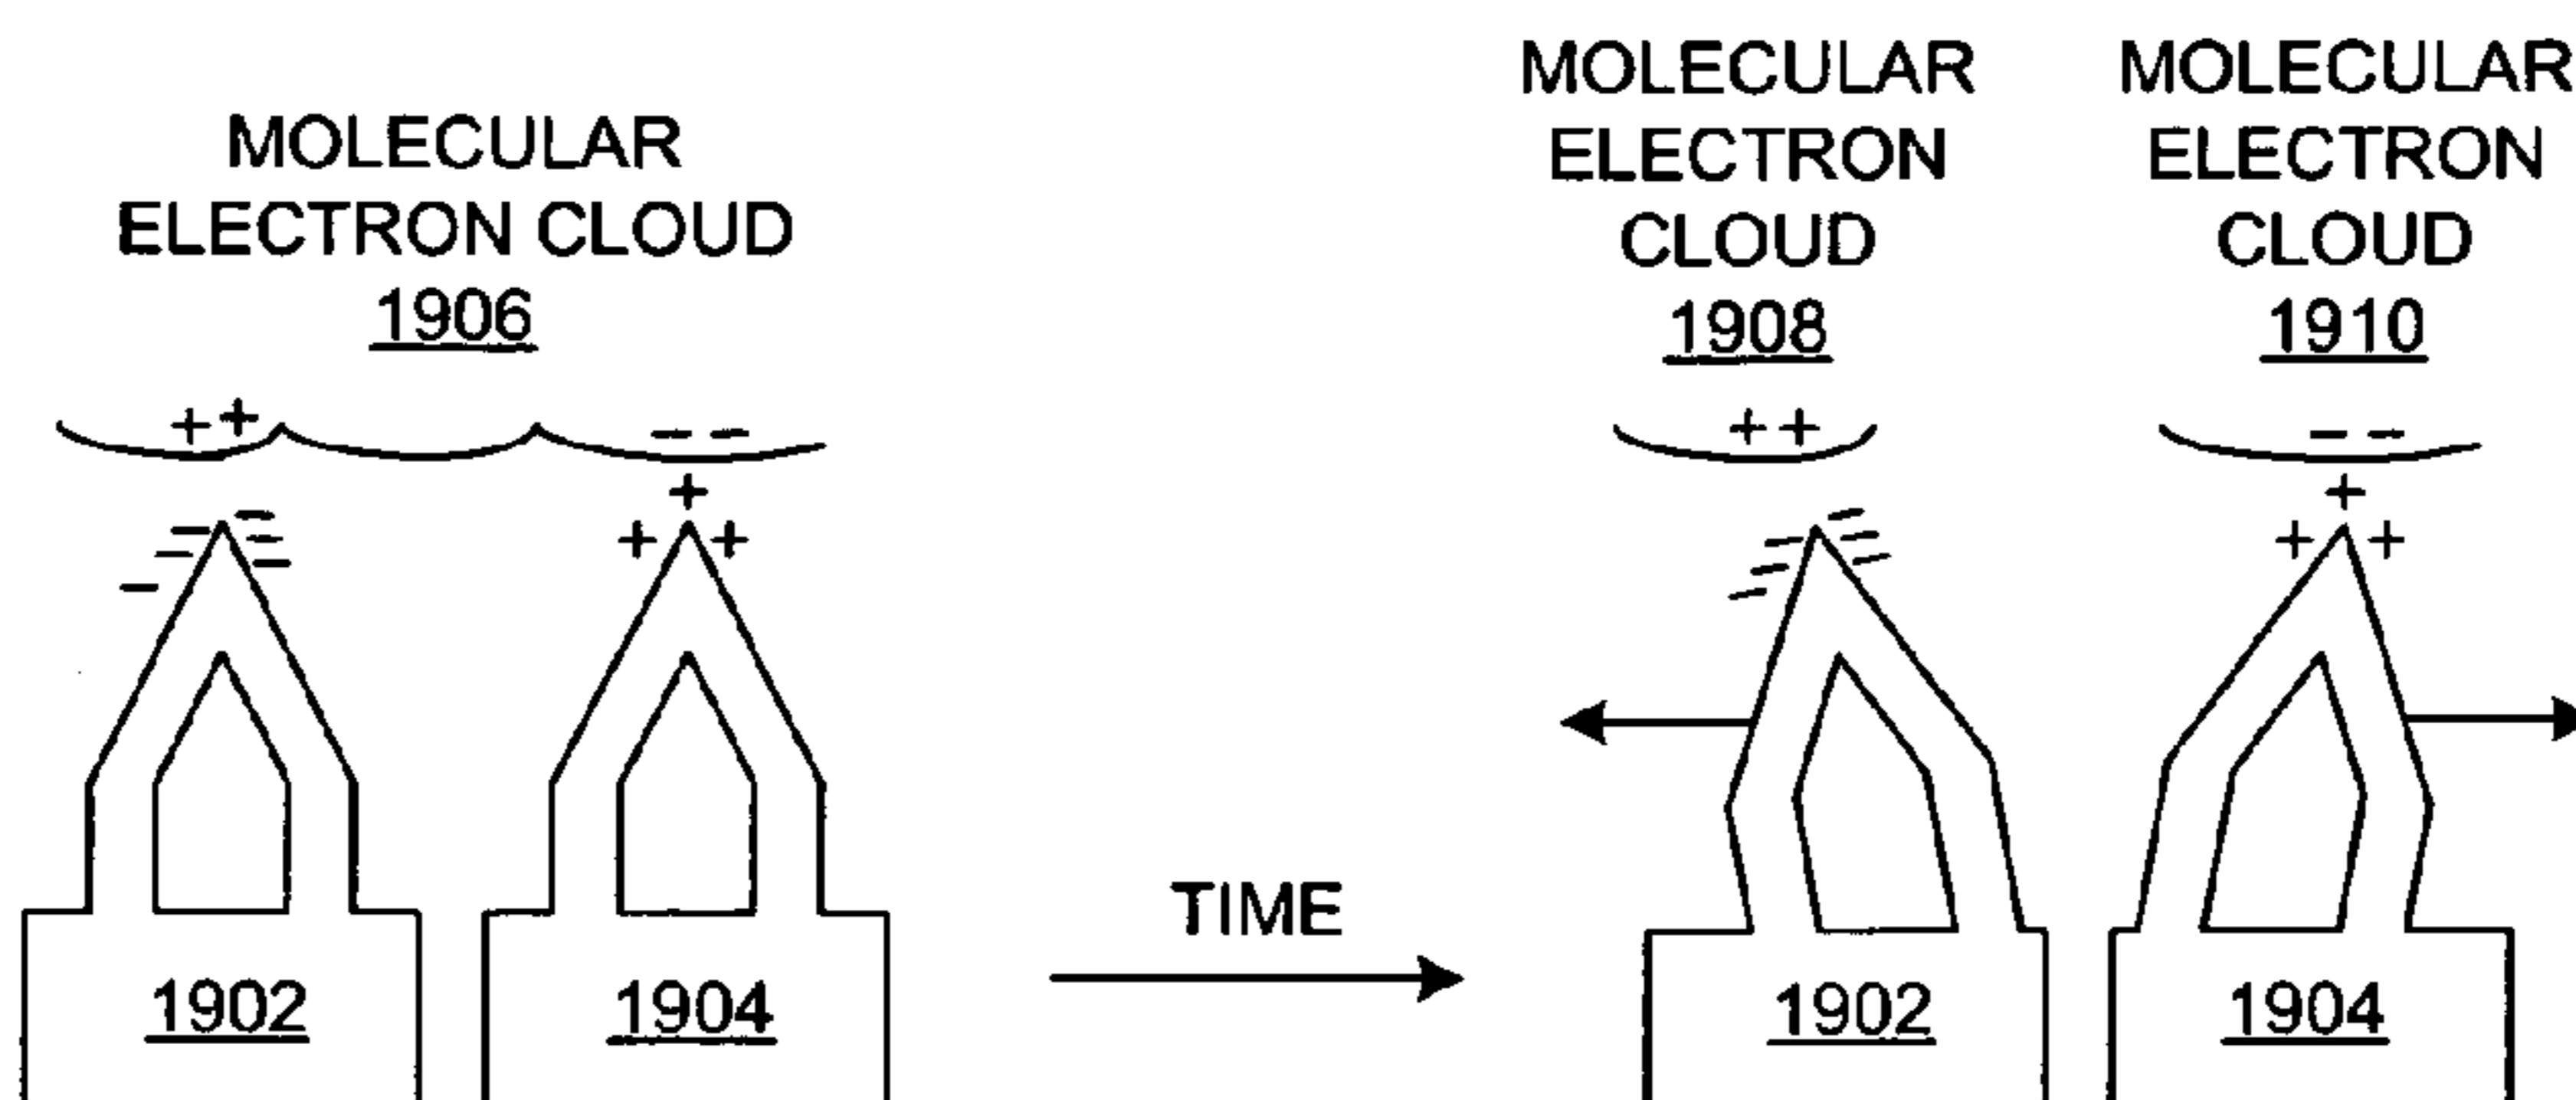 MOLECULAR
ELECTRON CLOUD
1906
++
--
+
+ +
- - - - - -
MOLECULAR
ELECTRON
CLOUD
1908
++
- - - - - -
MOLECULAR
ELECTRON
CLOUD
1910
--
+
+ +
TIME
1902
1904
1902
1904